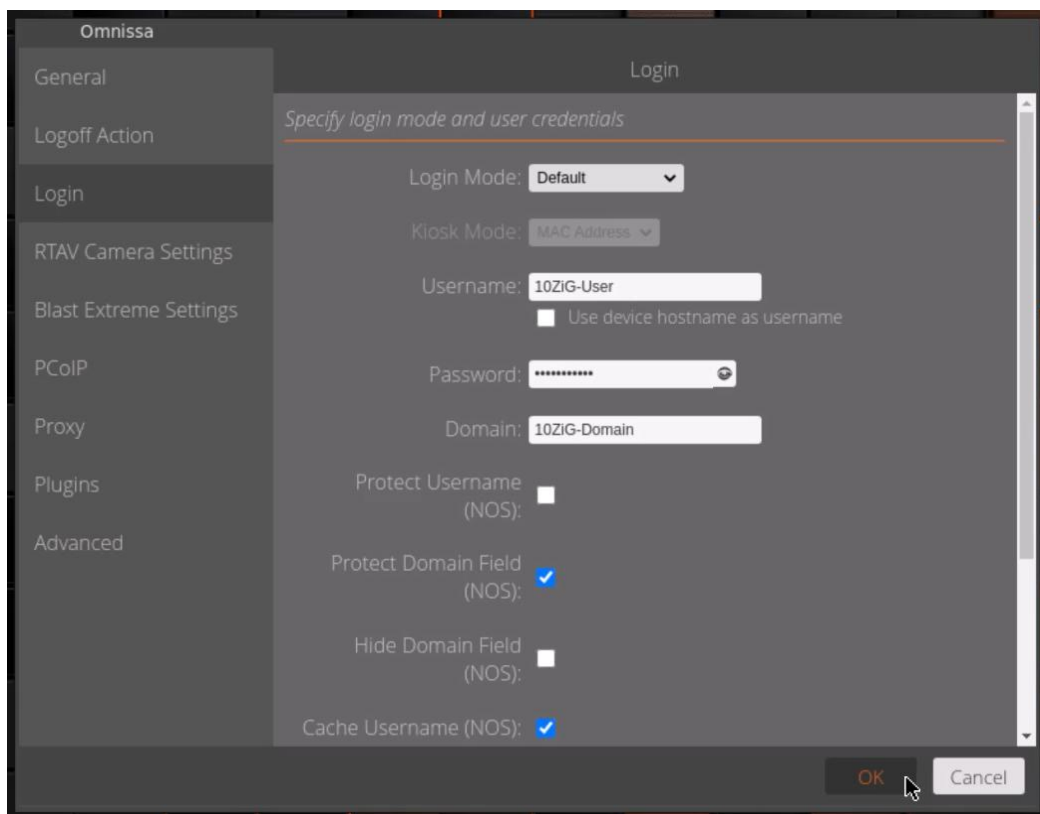 Omnissa
General
Logoff Action
Login
RTAV Camera Settings
Blast Extreme Settings
PCoIP
Proxy
Plugins
Advanced
Login
Specify login mode and user credentials
Login Mode: Default
Kiosk Mode: MAC Address
Username: 10ZiG-User
Use device hostname as username
Password: •••••••••••
Domain: 10ZiG-Domain
Protect Username
(NOS):
Protect Domain Field
(NOS):
Hide Domain Field
(NOS):
Cache Username (NOS):
OK Cancel